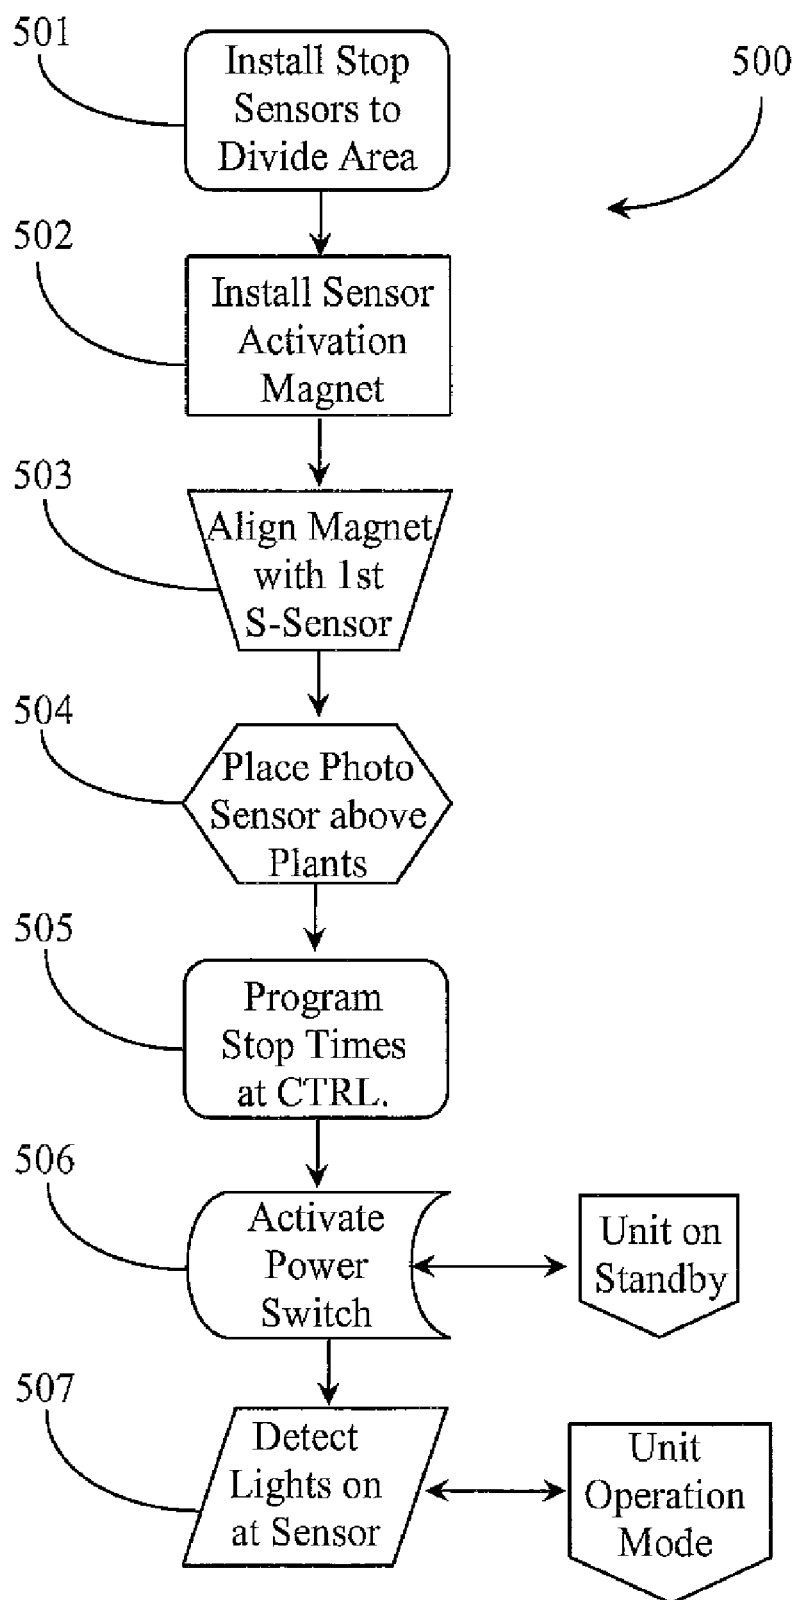 501
Install Stop
Sensors to
Divide Area
500
502
Install Sensor
Activation
Magnet
503
Align Magnet
with 1st
S-Sensor
504
Place Photo
Sensor above
Plants
505
Program
Stop Times
at CTRL.
506
Activate
Power
Switch
Unit on
Standby
507
Detect
Lights on
at Sensor
Unit
Operation
Mode